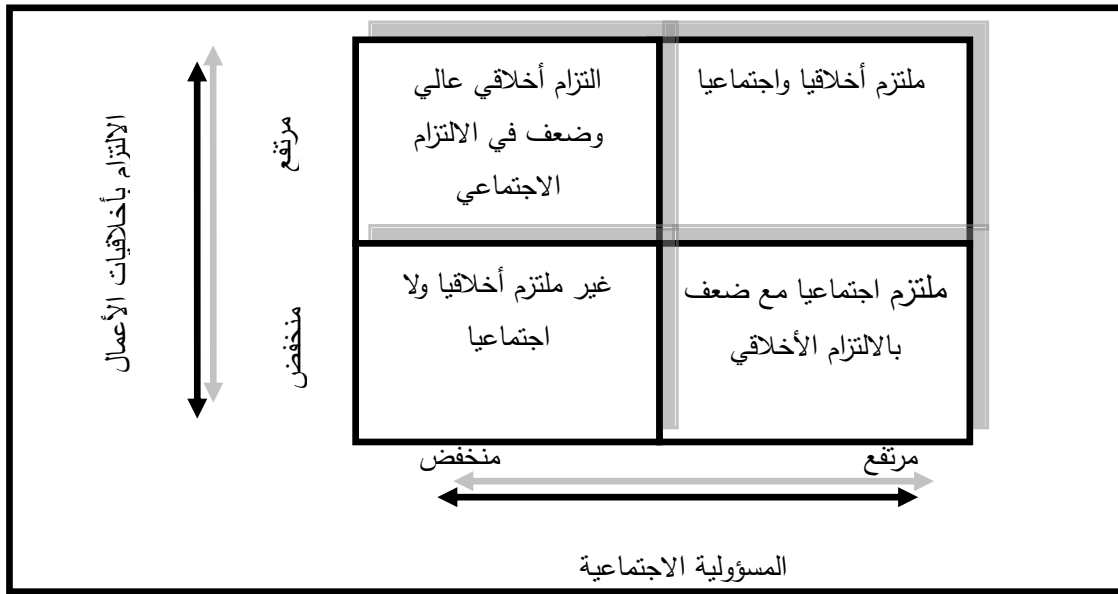 ملتزم أخلاقيا واجتماعيا
التزام أخلاقي عالي
وضعف في الالتزام
الاجتماعي
ملتزم اجتماعيا مع ضعف
بالالتزام الأخلاقي
غير ملتزم أخلاقيا ولا
اجتماعيا
مرتفع
منخفض
الالتزام بأخلاقيات الأعمال
مرتفع
منخفض
المسؤولية الاجتماعية